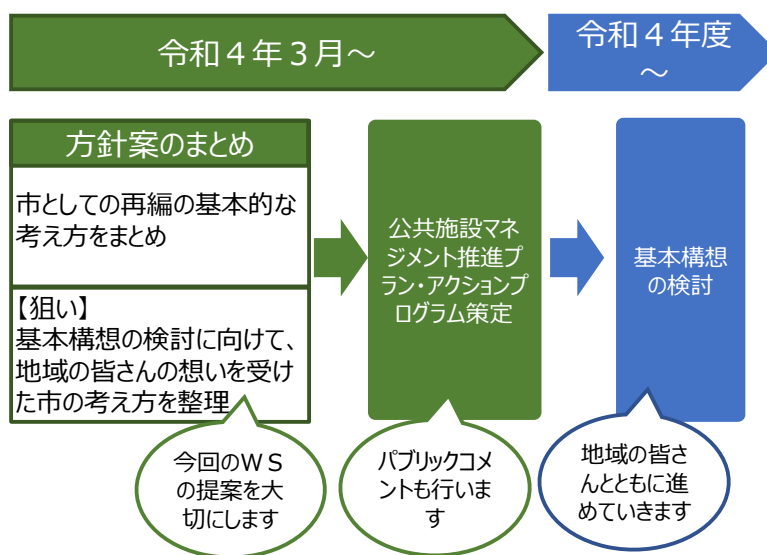 令和４年３月～
令和４年度
～
方針案のまとめ
市としての再編の基本的な
考え方をまとめ
【狙い】
基本構想の検討に向けて、
地域の皆さんの想いを受け
た市の考え方を整理
今回のＷＳ
の提案を大
切にします
公共施設マネ
ジメント推進プ
ラン・アクションプ
ログラム策定
パブリックコメ
ントも行いま
す
基本構想
の検討
地域の皆さ
んとともに進
めていきます